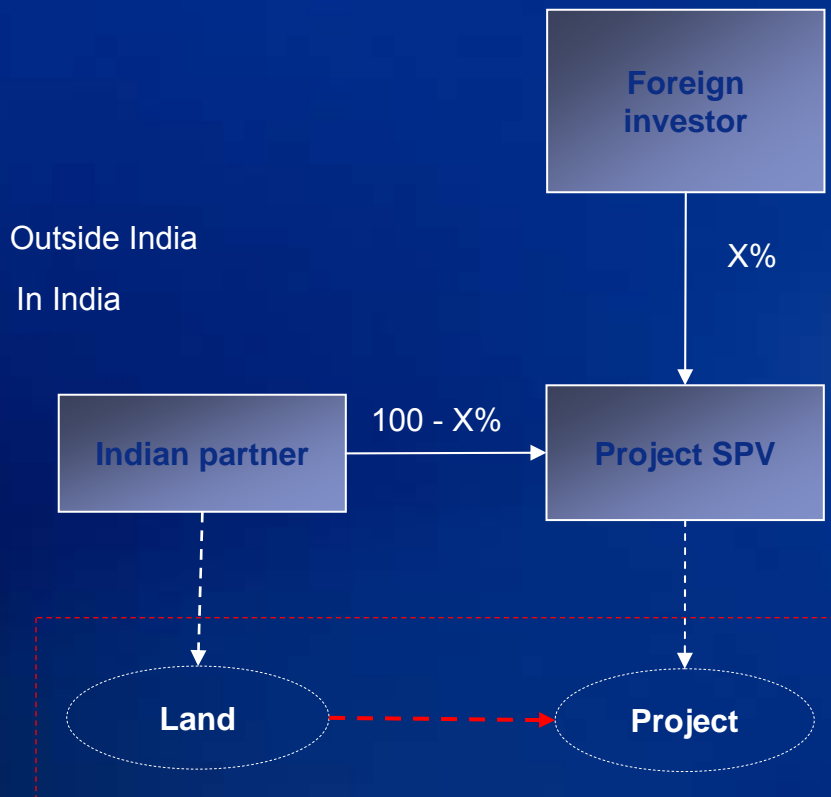 Foreign
investor
Outside India
X%
In India
100 - X%
Indian partner
Project SPV
Land
Project